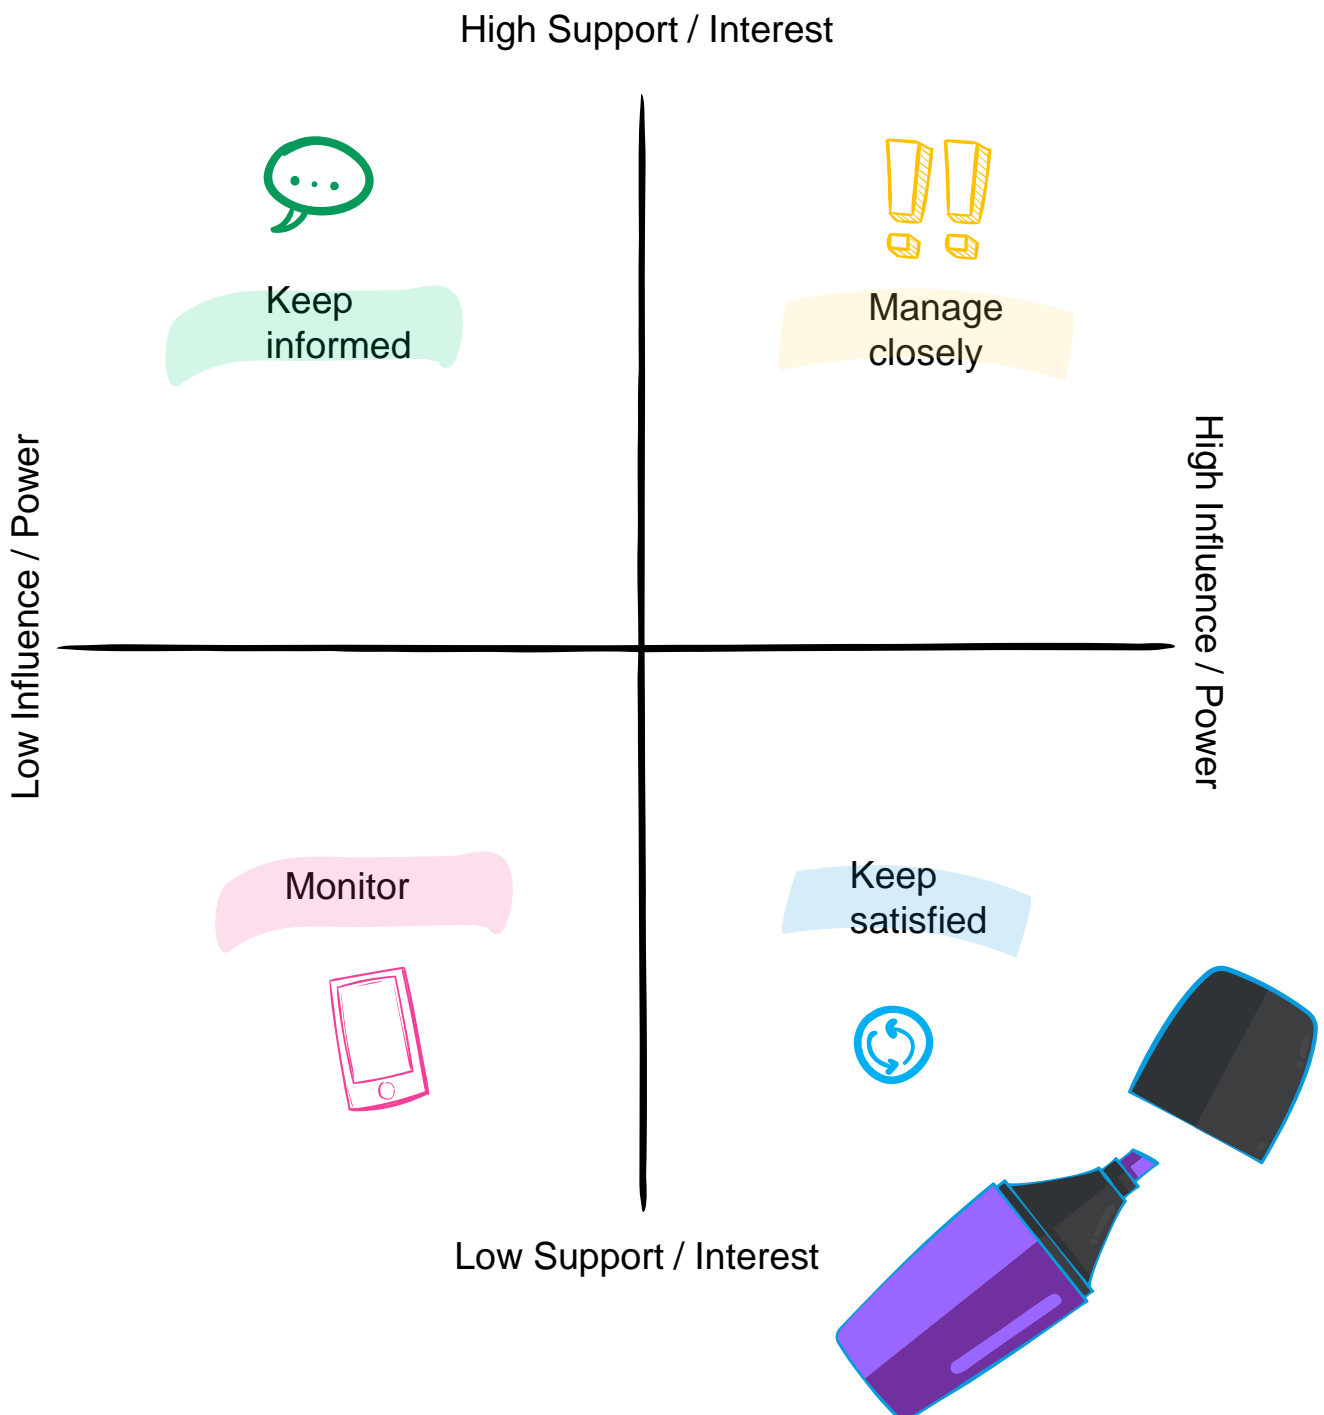 High Support / Interest
Keep
informed
Manage
closely
Low Influence / Power
High Influence / Power
Monitor
Keep
satisfied
Low Support / Interest